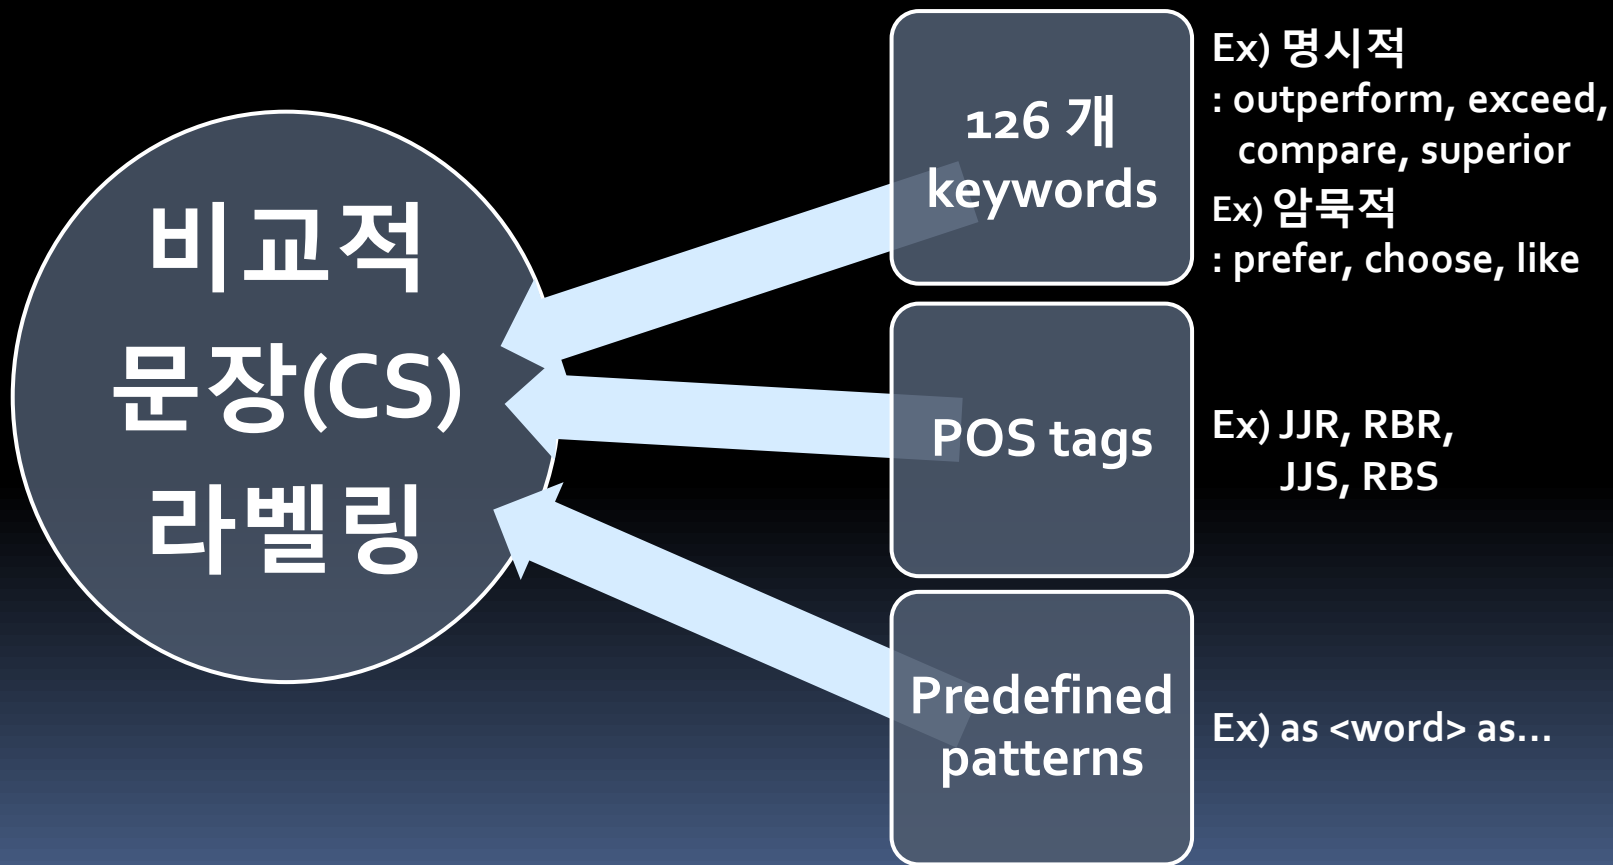 비교적
문장(CS)
라벨링
126 개
keywords
Ex) 명시적
: outperform, exceed,
compare, superior
Ex) 암묵적
: prefer, choose, like
POS tags
Ex) JJR, RBR,
JJS, RBS
Predefined
patterns
Ex) as <word> as...